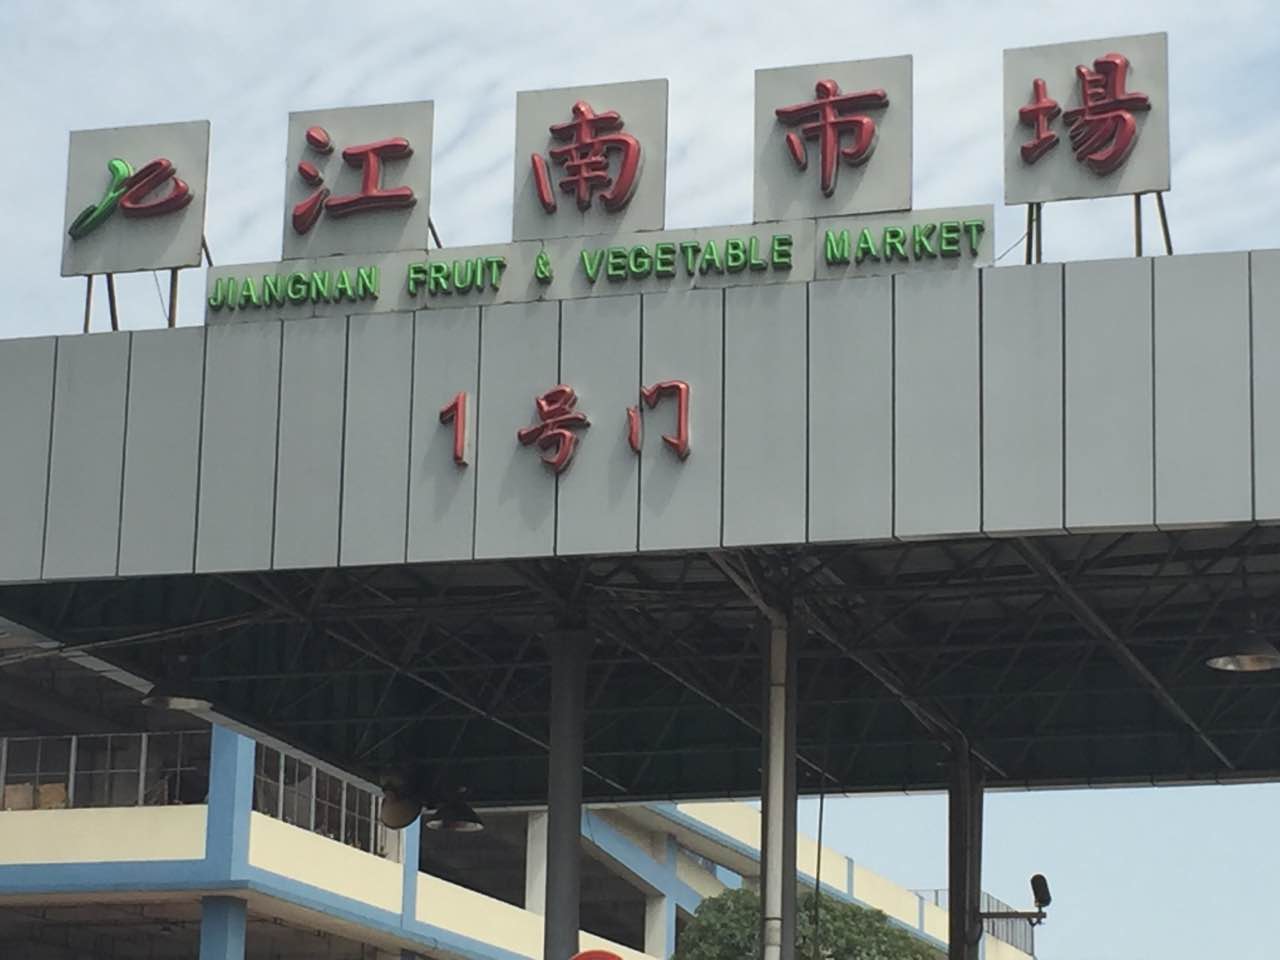 江南市場
JIANGNAN FRUIT & VEGETABLE MARKET
1号门